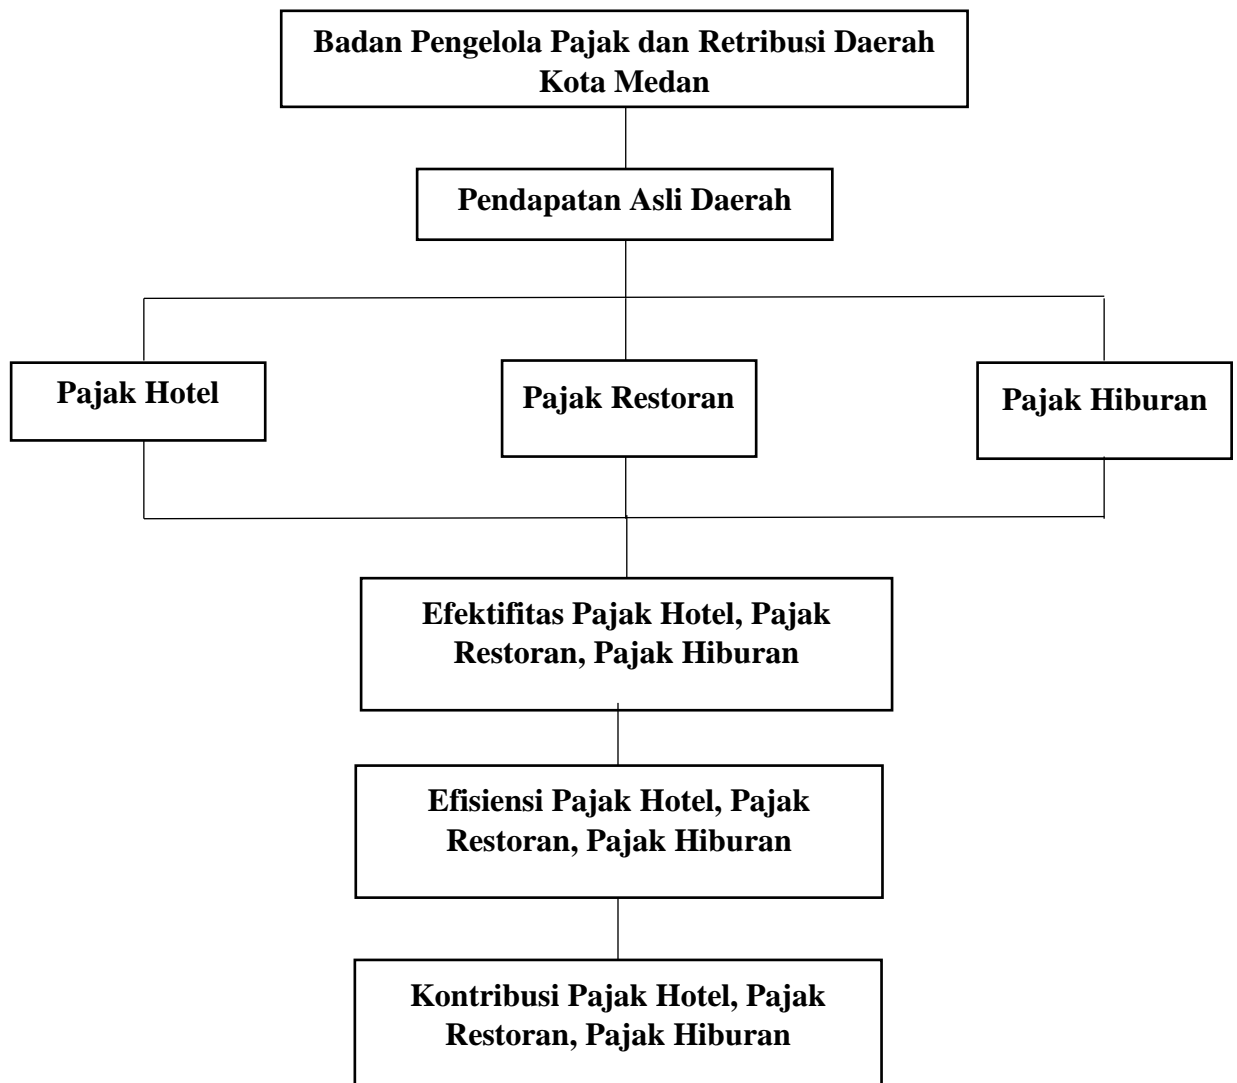 Badan Pengelola Pajak dan Retribusi Daerah
Kota Medan
Pendapatan Asli Daerah
Pajak Hotel
Pajak Restoran
Pajak Hiburan
Efektifitas Pajak Hotel, Pajak
Restoran, Pajak Hiburan
Efisiensi Pajak Hotel, Pajak
Restoran, Pajak Hiburan
Kontribusi Pajak Hotel, Pajak
Restoran, Pajak Hiburan